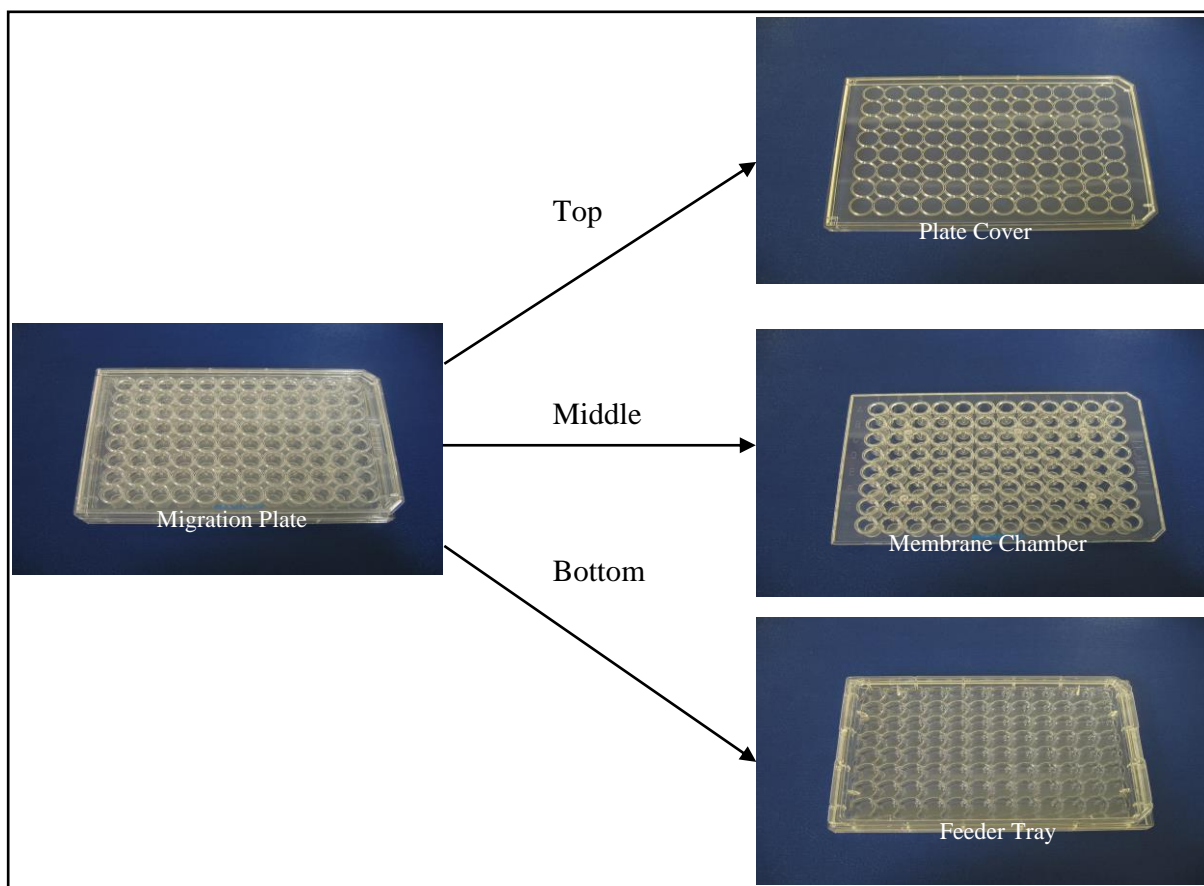 Top
Plate Cover
Migration Plate
Middle
Membrane Chamber
Bottom
Feeder Tray